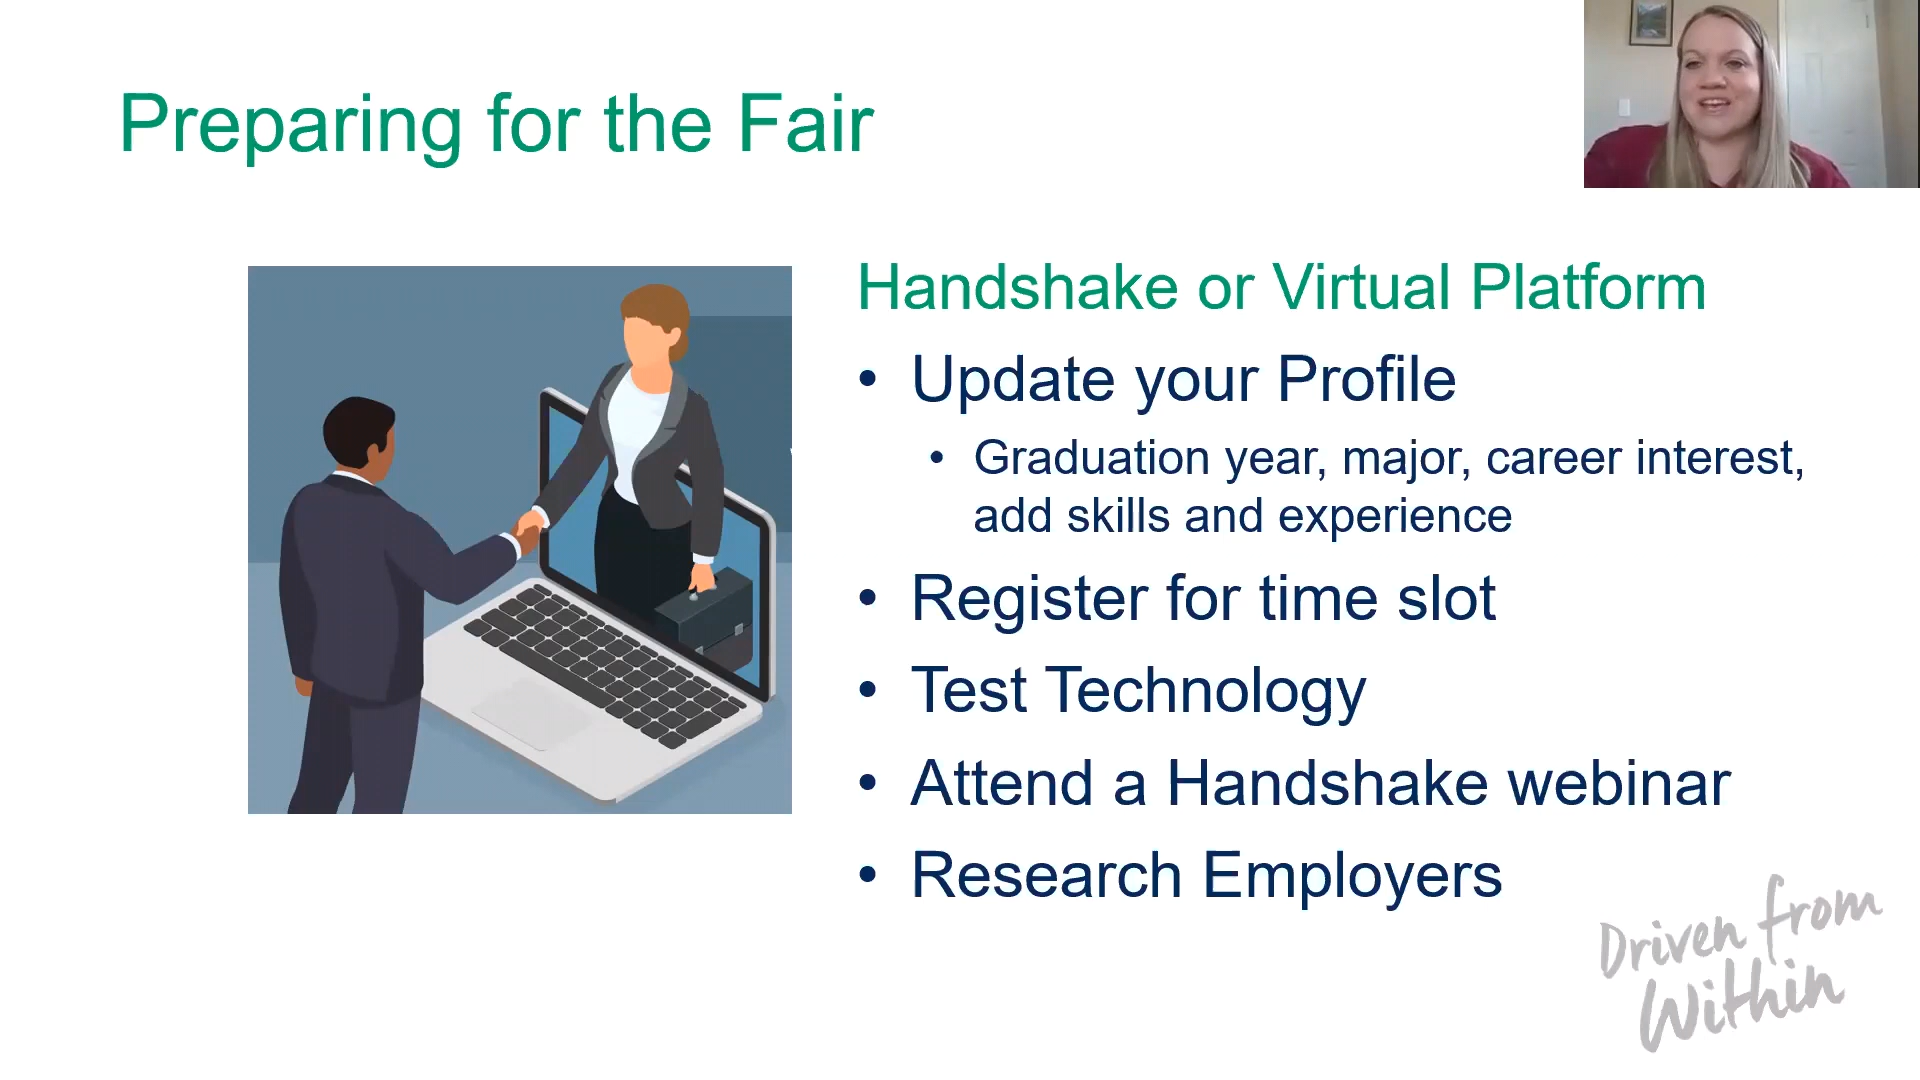 Preparing for the Fair
Handshake or Virtual Platform
• Update your Profile
• Graduation year, major, career interest,
add skills and experience
• Register for time slot
• Test Technology
• Attend a Handshake webinar
• Research Employers
Driven from
Within